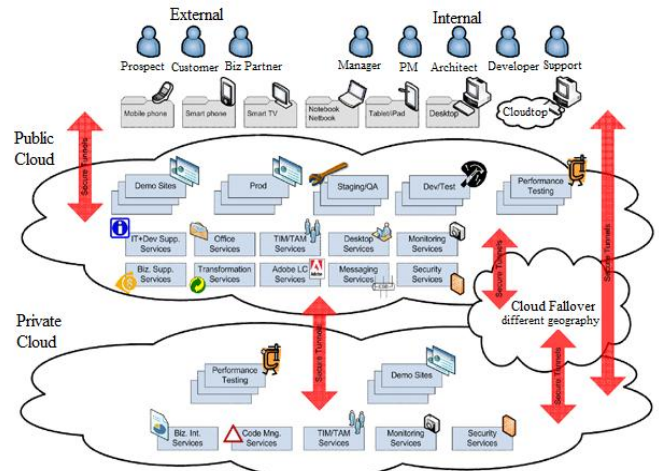 External
Internal
Prospect
Customer
Biz Partner
Manager
PM
Architect
Developer
Support
Mobile phone
Smart phone
Smart TV
Notebook
Netbook
Tablet/iPad
Desktop
Cloudtop
Public
Cloud
Secure Tunnels
Demo Sites
Prod
Staging/QA
Dev/Test
Performance
Testing
IT+Dev Supp.
Services
Office
Services
TIM/TAM
Services
Desktop
Services
Monitoring
Services
Biz. Supp.
Services
Transformation
Services
Adobe LC
Services
Messaging
Services
Security
Services
Secure Tunnels
Secure Tunnels
Cloud Fallover
different geography
Private
Cloud
Secure Tunnels
Secure Tunnels
Performance
Testing
Demo Sites
Biz. Int.
Services
Code Mng.
Services
TIM/TAM
Services
Monitoring
Services
Security
Services